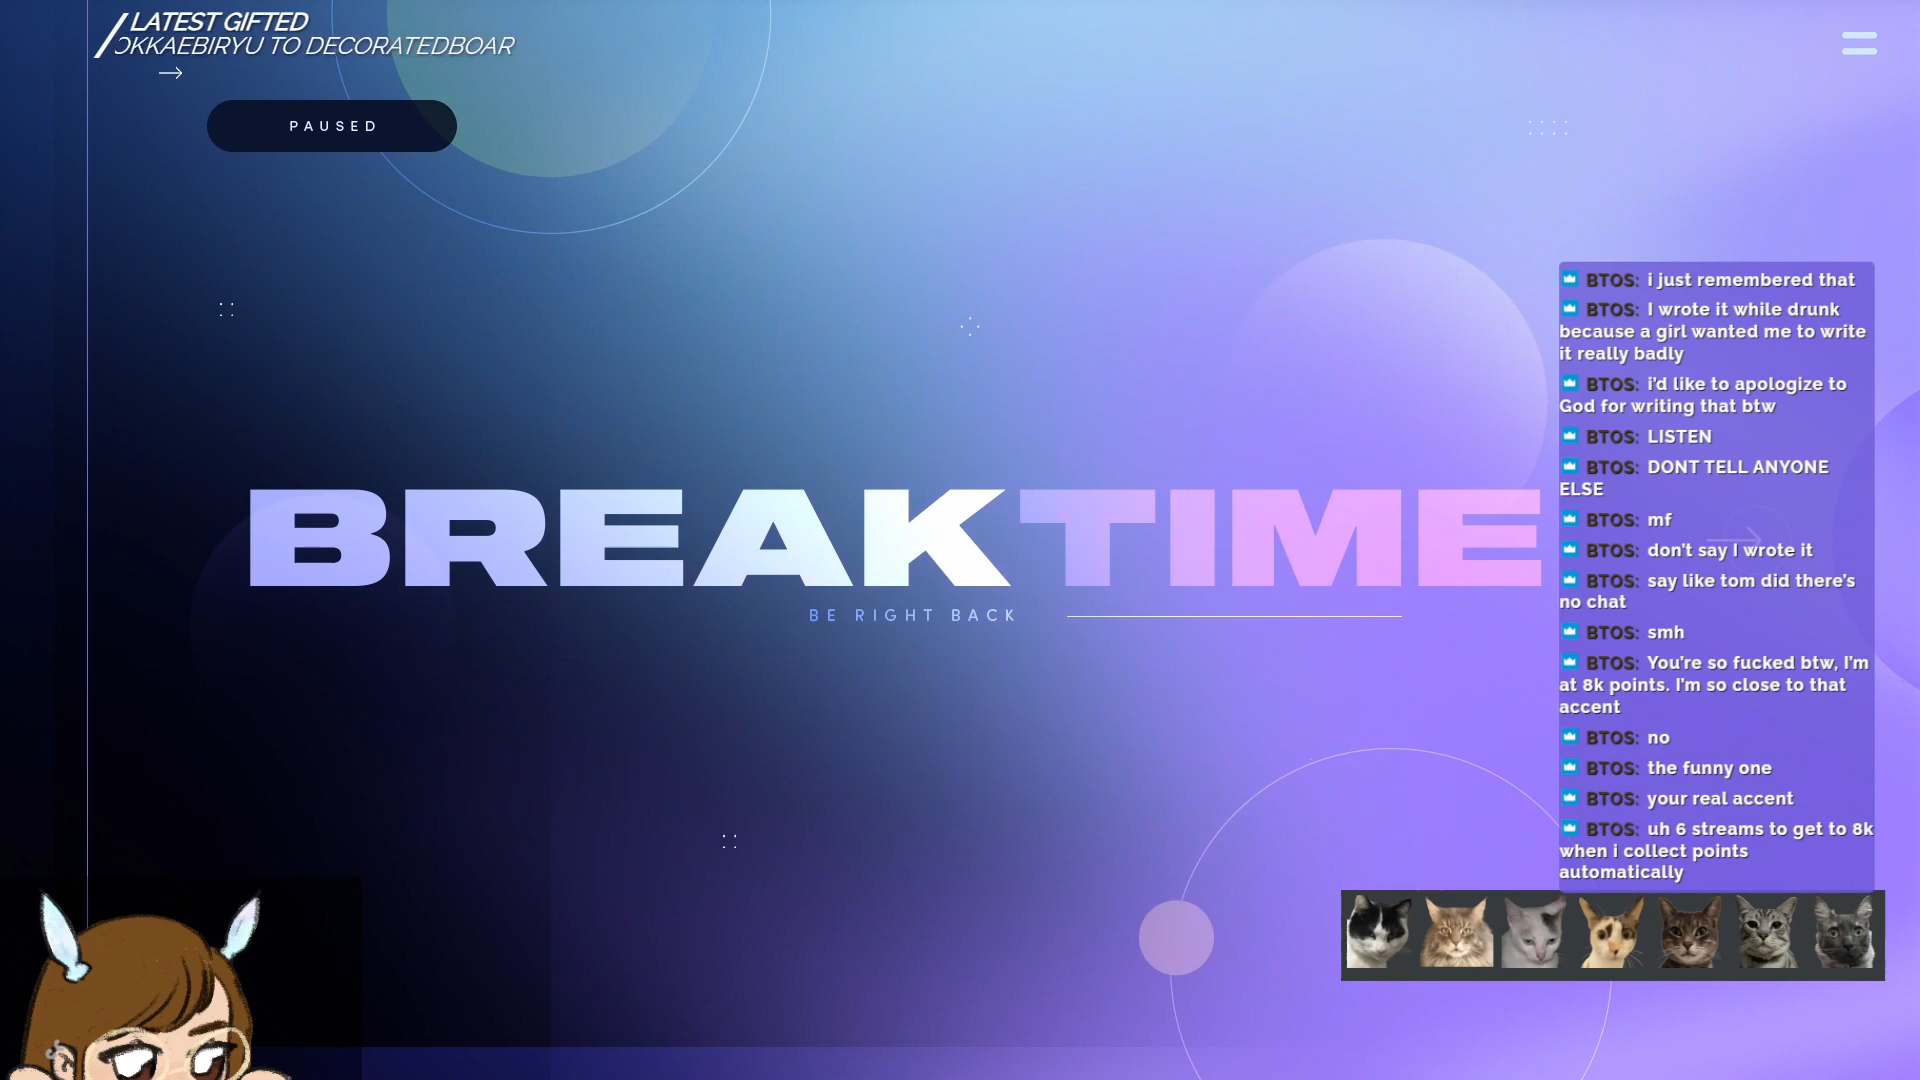 LATEST GIFTED
OKKAEBIRYU TO DECORATEDBOAR
PAUSED
BREAKTIME
BE RIGHT BACK
BTOS: i just remembered that
BTOS: I wrote it while drunk
because a girl wanted me to write
it really badly
BTOS: i'd like to apologize to
God for writing that btw
BTOS: LISTEN
BTOS: DONT TELL ANYONE
ELSE
BTOS: mf
BTOS: don't say I wrote it
BTOS: say like tom did there's
no chat
BTOS: smh
BTOS: You're so fucked btw, I'm
at 8k points. I'm so close to that
accent
BTOS: no
BTOS: the funny one
BTOS: your real accent
BTOS: uh 6 streams to get to 8k
when i collect points
automatically